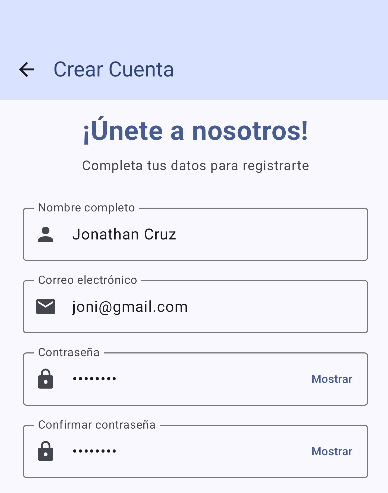 Crear Cuenta
¡Únete a nosotros!
Completa tus datos para registrarte
Nombre completo
Jonathan Cruz
Correo electrónico
joni@gmail.com
Contraseña
•••••••• Mostrar
Confirmar contraseña
•••••••• Mostrar